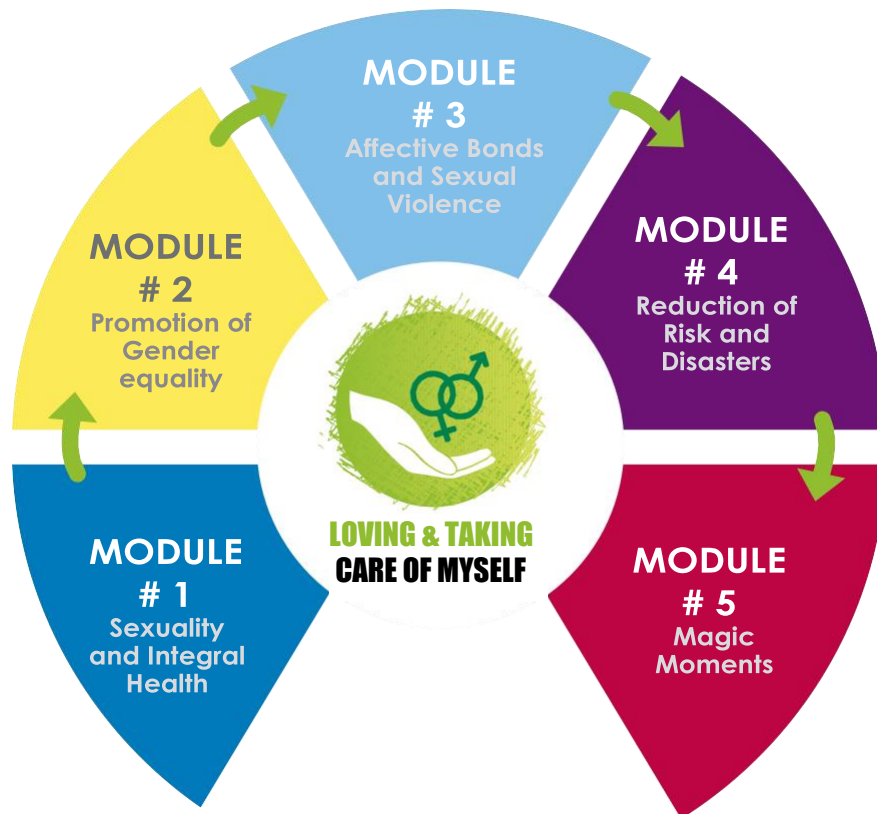 MODULE
# 1
Sexuality
and Integral
Health
MODULE
# 2
Promotion of
Gender
equality
MODULE
# 3
Affective Bonds
and Sexual
Violence
MODULE
# 4
Reduction of
Risk and
Disasters
MODULE
# 5
Magic
Moments
LOVING & TAKING
CARE OF MYSELF